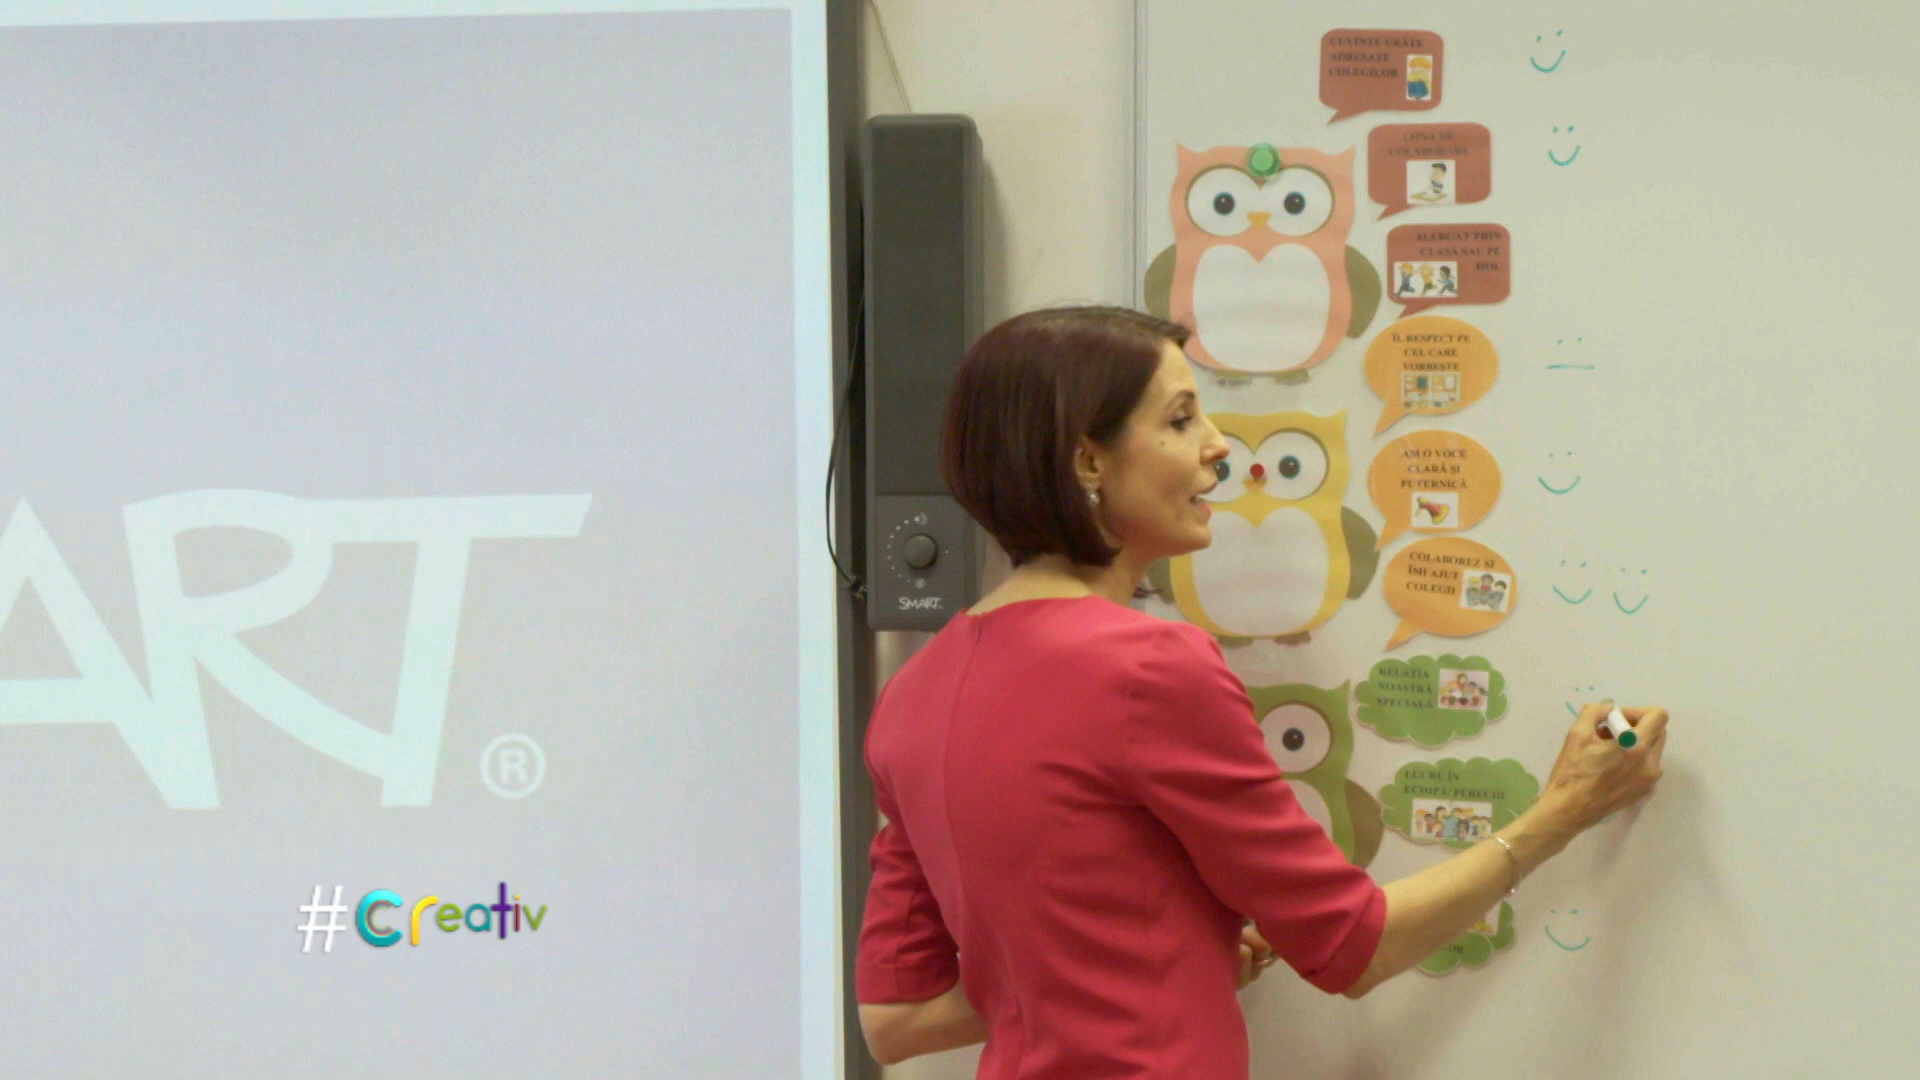 ART
®
#Creativ
SMART
CUVINTE URÂTE
ADRESATE
COLEGILOR
LIPSA DE
COLABORARE
ALERGAT PRIN
CLASĂ SAU PE
HOL
ÎL RESPECT PE
CEL CARE
VORBEȘTE
AM O VOCE
CLARĂ ȘI
PUTERNICĂ
COLABOREZ ȘI
ÎMI AJUT
COLEGII
RELAȚIA
NOASTRĂ
SPECIALĂ
LUCRU ÎN
ECHIPĂ/PERECHI